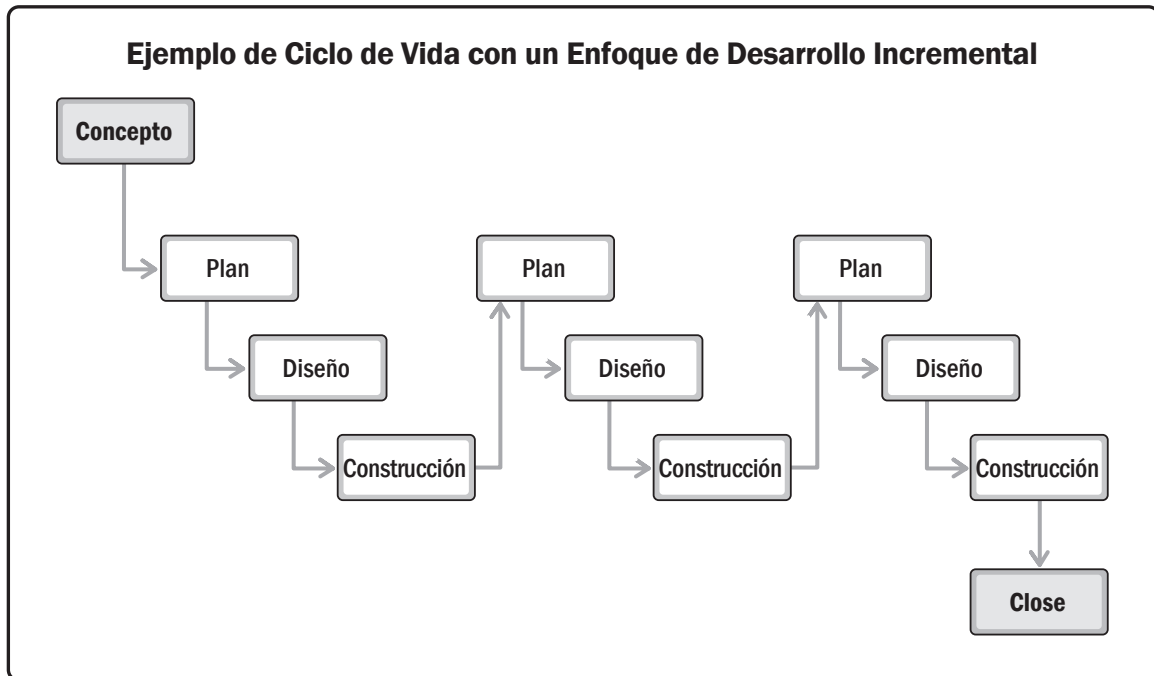 Ejemplo de Ciclo de Vida con un Enfoque de Desarrollo Incremental
Concepto
Plan
Plan
Plan
Diseño
Diseño
Diseño
Construcción
Construcción
Construcción
Close